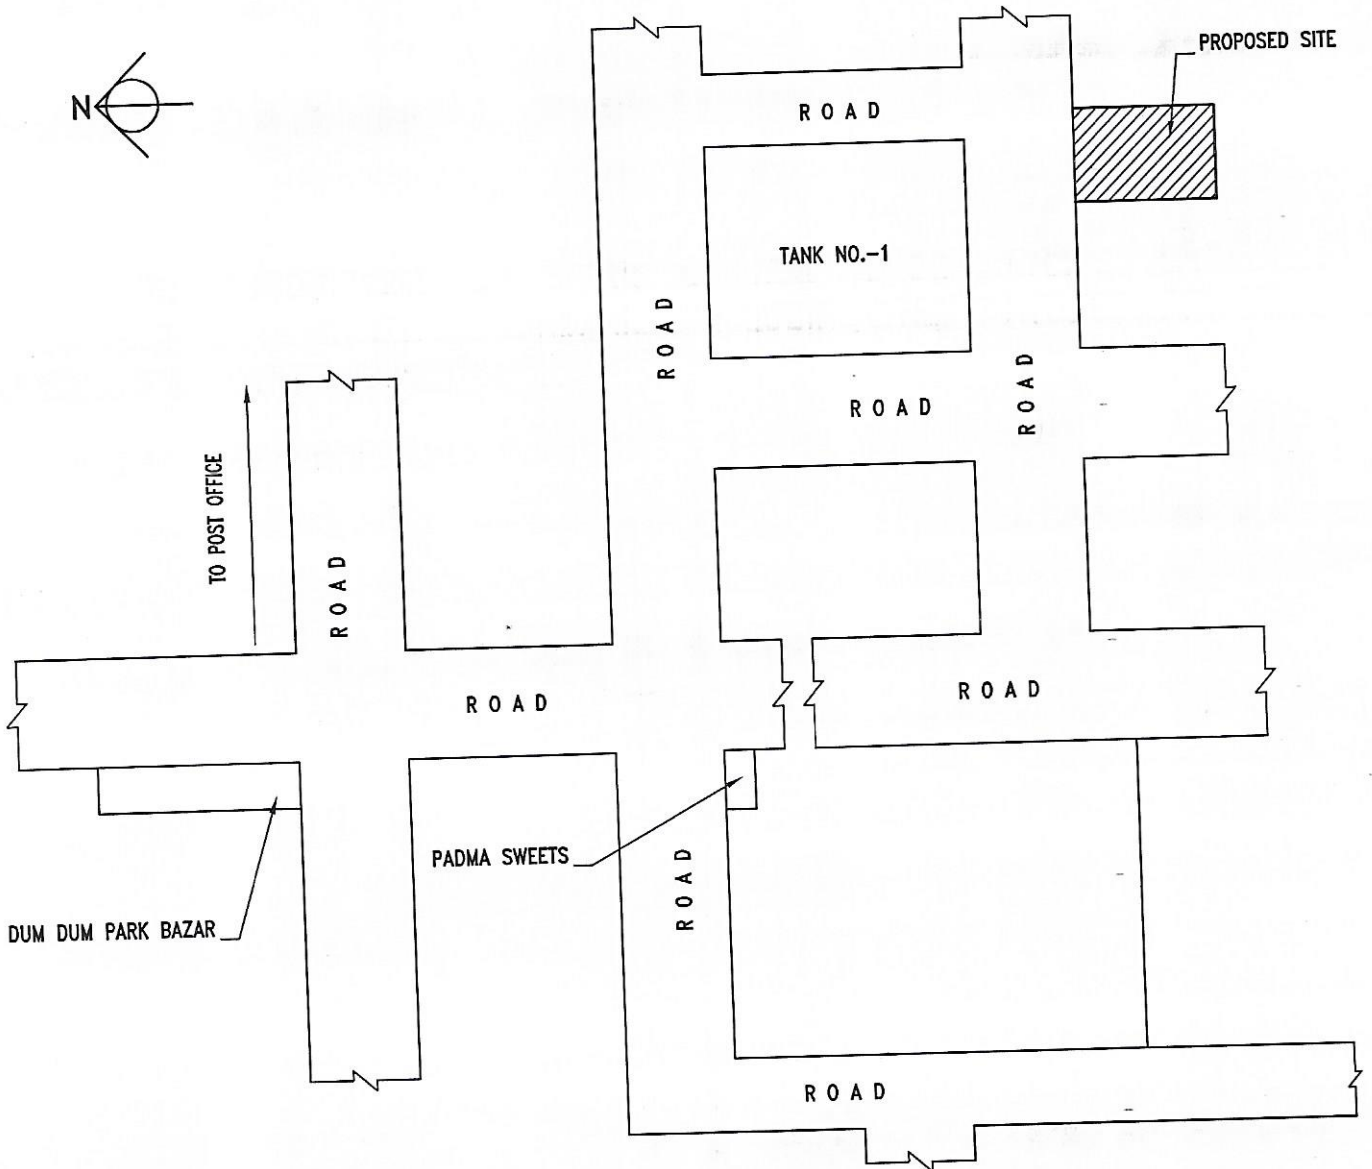 PROPOSED SITE
N
ROAD
TANK NO.-1
ROAD
ROAD
ROAD
TO POST OFFICE
ROAD
ROAD
ROAD
PADMA SWEETS
ROAD
DUM DUM PARK BAZAR
ROAD